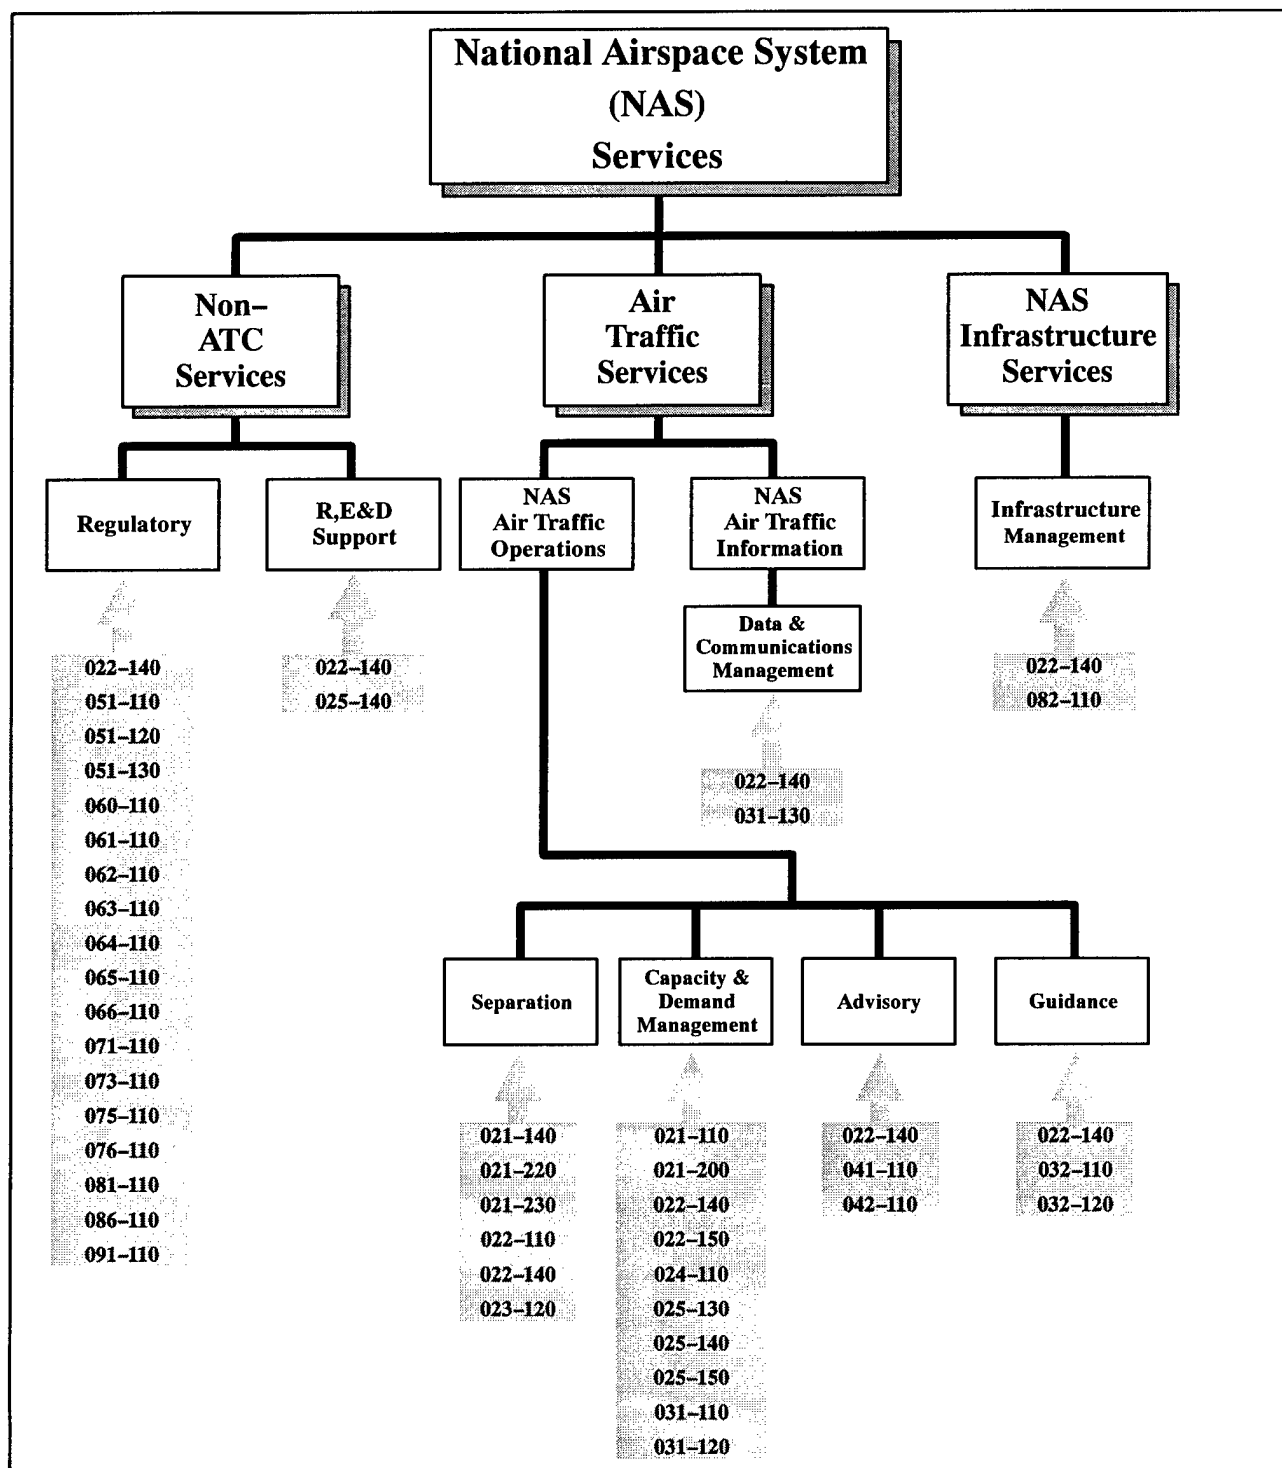 National Airspace System
(NAS)
Services
Non–
ATC
Services
Air
Traffic
Services
NAS
Infrastructure
Services
Regulatory
R,E&D
Support
NAS
Air Traffic
Operations
NAS
Air Traffic
Information
Infrastructure
Management
Data &
Communications
Management
022–140
051–110
051–120
051–130
060–110
061–110
062–110
063–110
064–110
065–110
066–110
071–110
073–110
075–110
076–110
081–110
086–110
091–110
022–140
025–140
022–140
031–130
022–140
082–110
Separation
Capacity &
Demand
Management
Advisory
Guidance
021–140
021–220
021–230
022–110
022–140
023–120
021–110
021–200
022–140
022–150
024–110
025–130
025–140
025–150
031–110
031–120
022–140
041–110
042–110
022–140
032–110
032–120